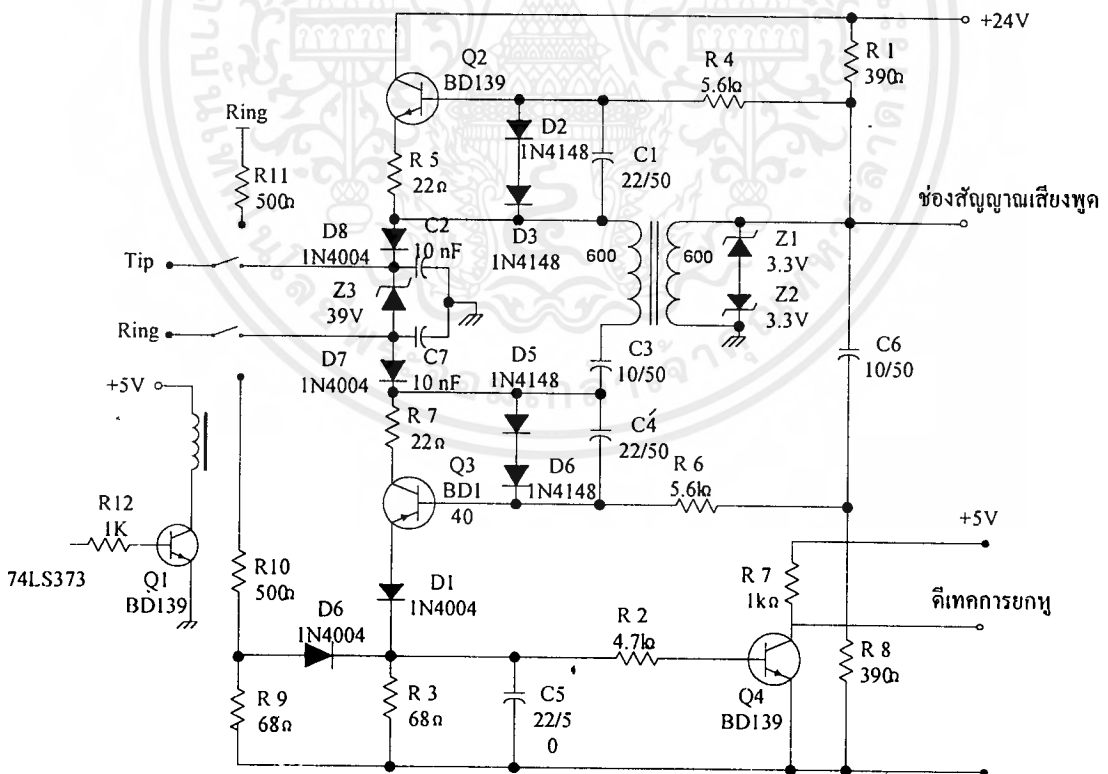 +24V
R 1
390Ω
Q2
BD139
R 4
5.6kΩ
Ring
R11
500Ω
D2
1N4148
C1
22/50
R 5
22Ω
ช่องสัญญาณเสียงพูด
D8
1N4004
C2
10 nF
D3
1N4148
600
600
Z1
3.3V
Tip
Z3
39V
Z2
3.3V
Ring
C3
10/50
C6
10/50
D7
1N4004
C7
10 nF
D5
1N4148
+5V
R 7
22Ω
C4
22/50
Q3
BD1
40
D6
1N4148
R 6
5.6kΩ
R12
1K
+5V
74LS373
Q1
BD139
R10
500Ω
D1
1N4004
R 7
1kΩ
ดีเทคการยกหู
D6
1N4004
R 2
4.7kΩ
R 9
68Ω
R 3
68Ω
C5
22/5
0
Q4
BD139
R 8
390Ω